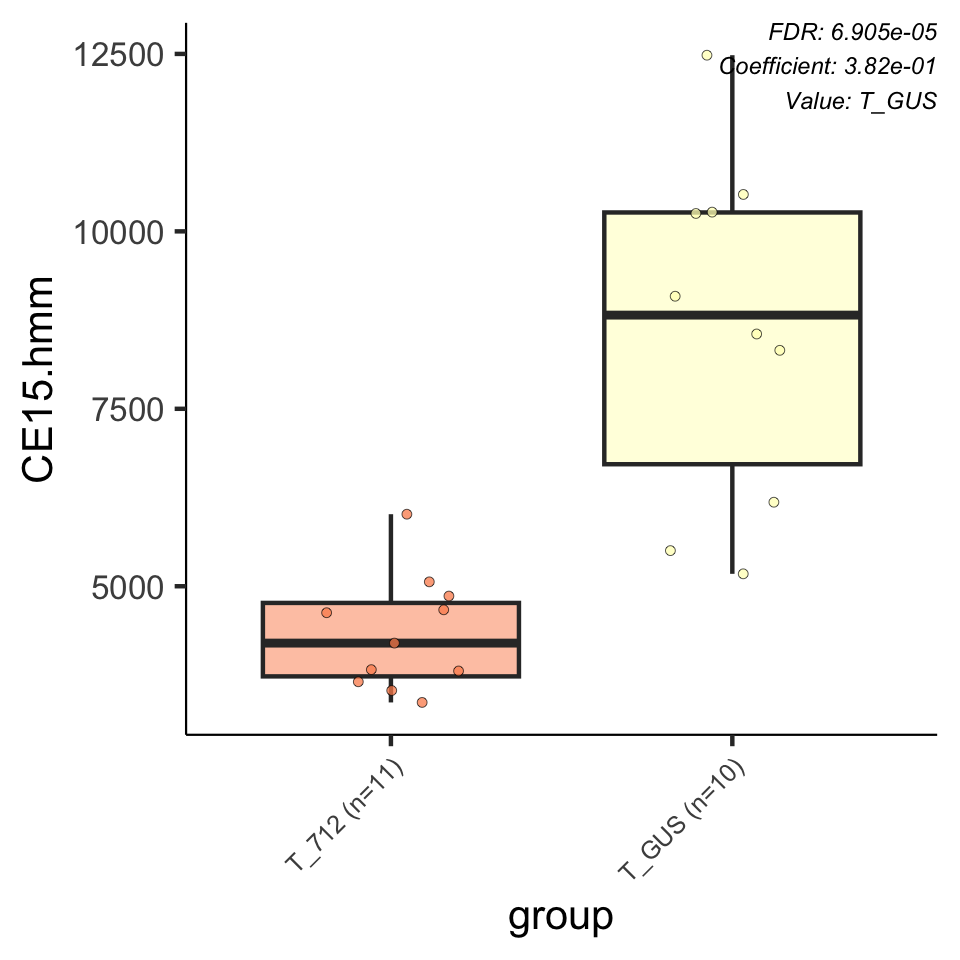 FDR: 6.905e-05
Coefficient: 3.82e-01
Value: T_GUS
12500
10000
7500
5000
CE15.hmm
T_712 (n=11)
T_GUS (n=10)
group